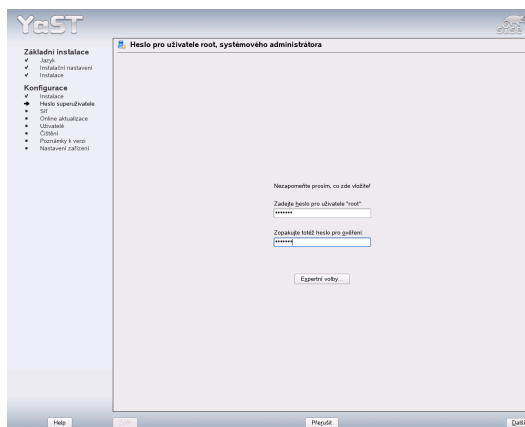 YaST
Základní instalace
Jazyk
Instalační nastavení
Instalace
Konfigurace
Instalace
Heslo superuživatele
Síť
Online aktualizace
Uživatelé
Čištění
Poznámky k verzi
Nastavení zařízení
Heslo pro uživatele root, systémového administrátora
Nezapomeňte prosím, co zde vložíte!
Zadejte heslo pro uživatele "root":
•••••••
Zopakujte totéž heslo pro ověření:
•••••••
Expertní volby...
Help
Přerušit
Další